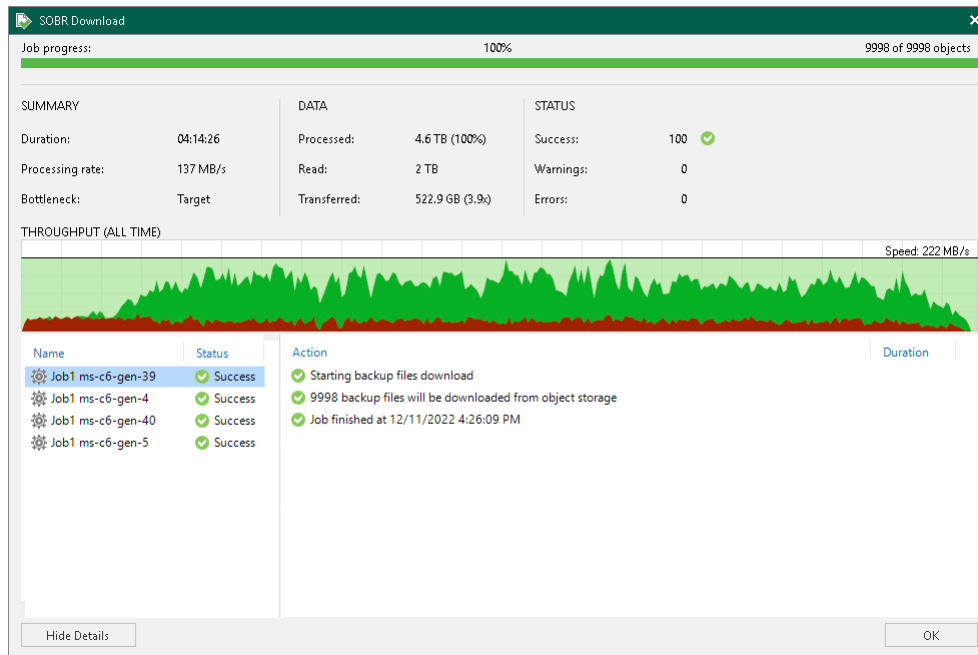 SOBR Download
Job progress: 100% 9998 of 9998 objects
SUMMARY DATA STATUS
Duration: 04:14:26 Processed: 4.6 TB (100%) Success: 100
Processing rate: 137 MB/s Read: 2 TB Warnings: 0
Bottleneck: Target Transferred: 522.9 GB (3.9x) Errors: 0
THROUGHPUT (ALL TIME)
Speed: 222 MB/s
Name Status Action Duration
Job1 ms-c6-gen-39 Success Starting backup files download
Job1 ms-c6-gen-4 Success 9998 backup files will be downloaded from object storage
Job1 ms-c6-gen-40 Success Job finished at 12/11/2022 4:26:09 PM
Job1 ms-c6-gen-5 Success
Hide Details OK